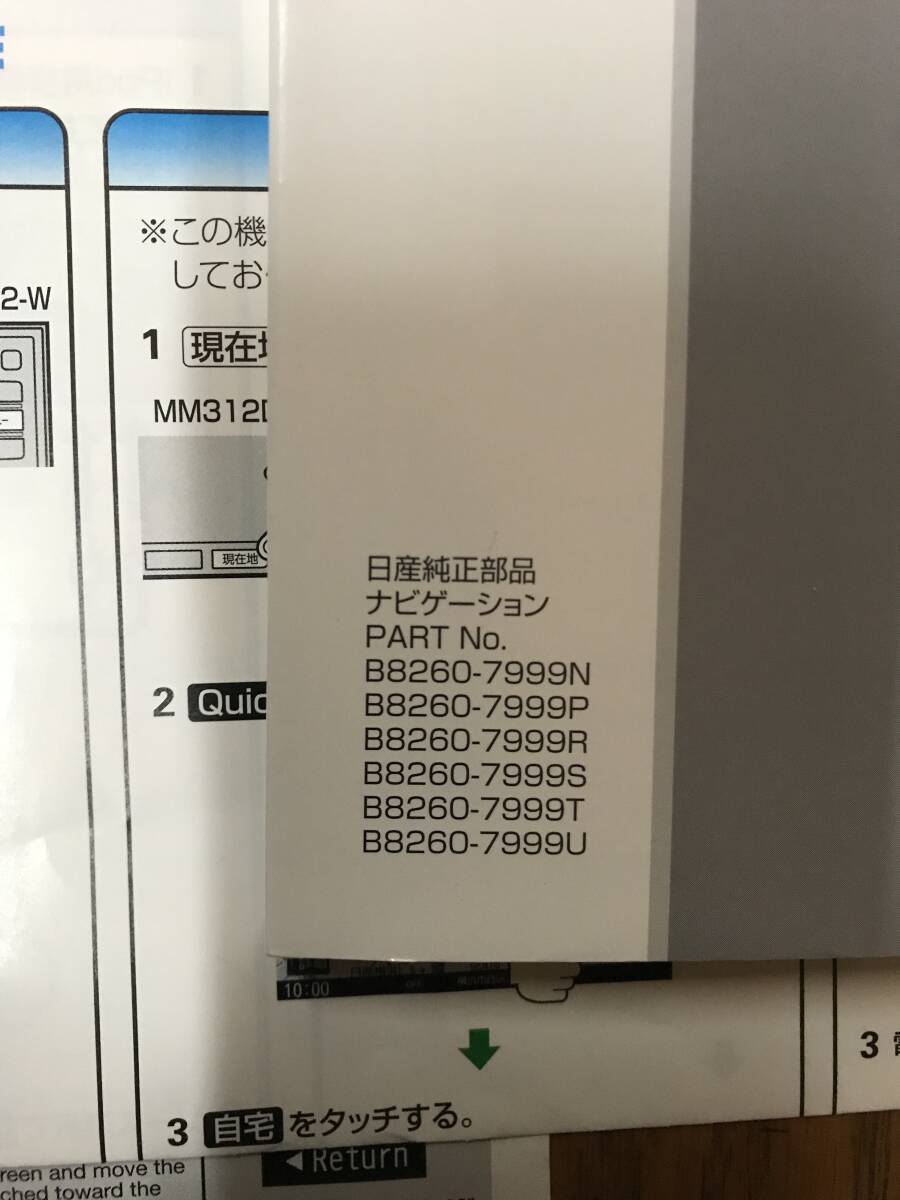 ※この機
してお
2-W
1 現在地
MM312D
現在地
日産純正部品
ナビゲーション
PART No.
B8260-7999N
B8260-7999P
B8260-7999R
B8260-7999S
B8260-7999T
B8260-7999U
2 Quic
10:00
3
3 自宅 をタッチする。
◀Return
reen and move the
ched toward the